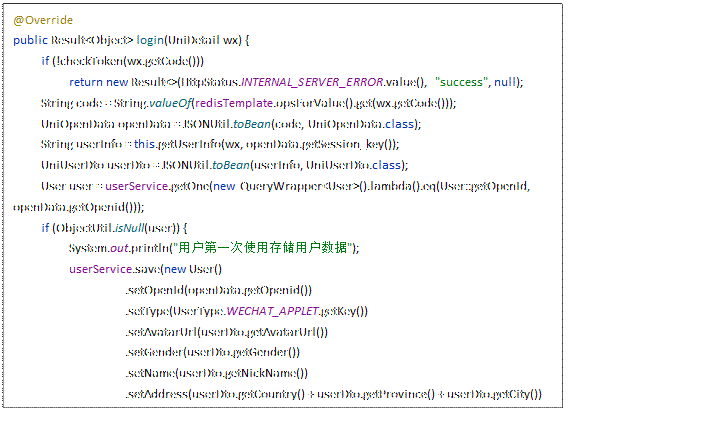 @Override
public Result<Object> login(UniDetail wx) {
if (!checkToken(wx.getCode()))
return new Result<>(HttpStatus.INTERNAL_SERVER_ERROR.value(), "success", null);
String code = String.valueOf(redisTemplate.opsForValue().get(wx.getCode()));
UniOpenData openData = JSONUtil.toBean(code, UniOpenData.class);
String userInfo = this.getUserInfo(wx, openData.getSession_key());
UniUserDto userDto = JSONUtil.toBean(userInfo, UniUserDto.class);
User user = userService.getOne(new QueryWrapper<User>().lambda().eq(User::getOpenId,
openData.getOpenid()));
if (ObjectUtil.isNull(user)) {
System.out.println("用户第一次使用存储用户数据");
userService.save(new User()
.setOpenId(openData.getOpenid())
.setType(UserType.WECHAT_APPLET.getKey())
.setAvatarUrl(userDto.getAvatarUrl())
.setGender(userDto.getGender())
.setName(userDto.getNickName())
.setAddress(userDto.getCountry() + userDto.getProvince() + userDto.getCity())